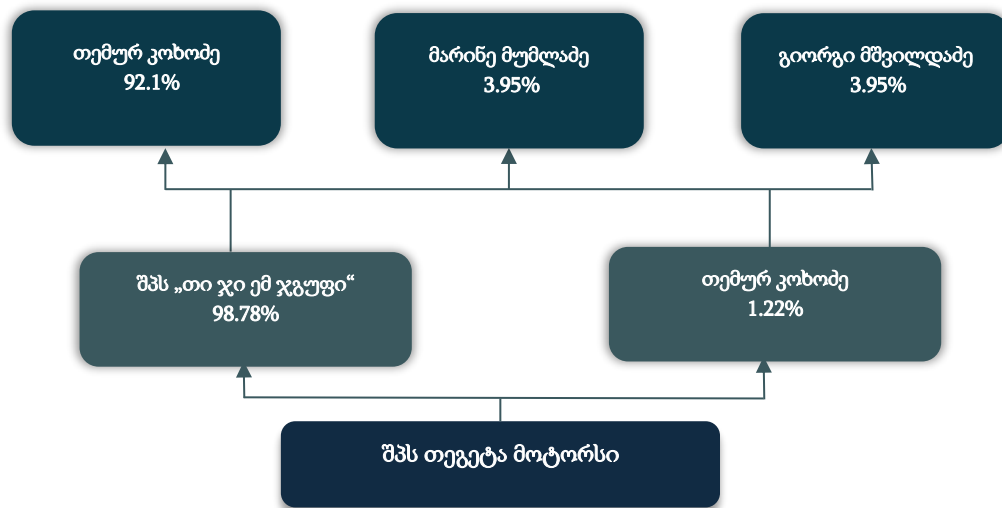 თემურ კოხოძე
92.1%
მარინე მუმლაძე
3.95%
გიორგი მშვილდაძე
3.95%
შპს „თი ჯი ემ ჯგუფი“
98.78%
თემურ კოხოძე
1.22%
შპს თეგეტა მოტორსი